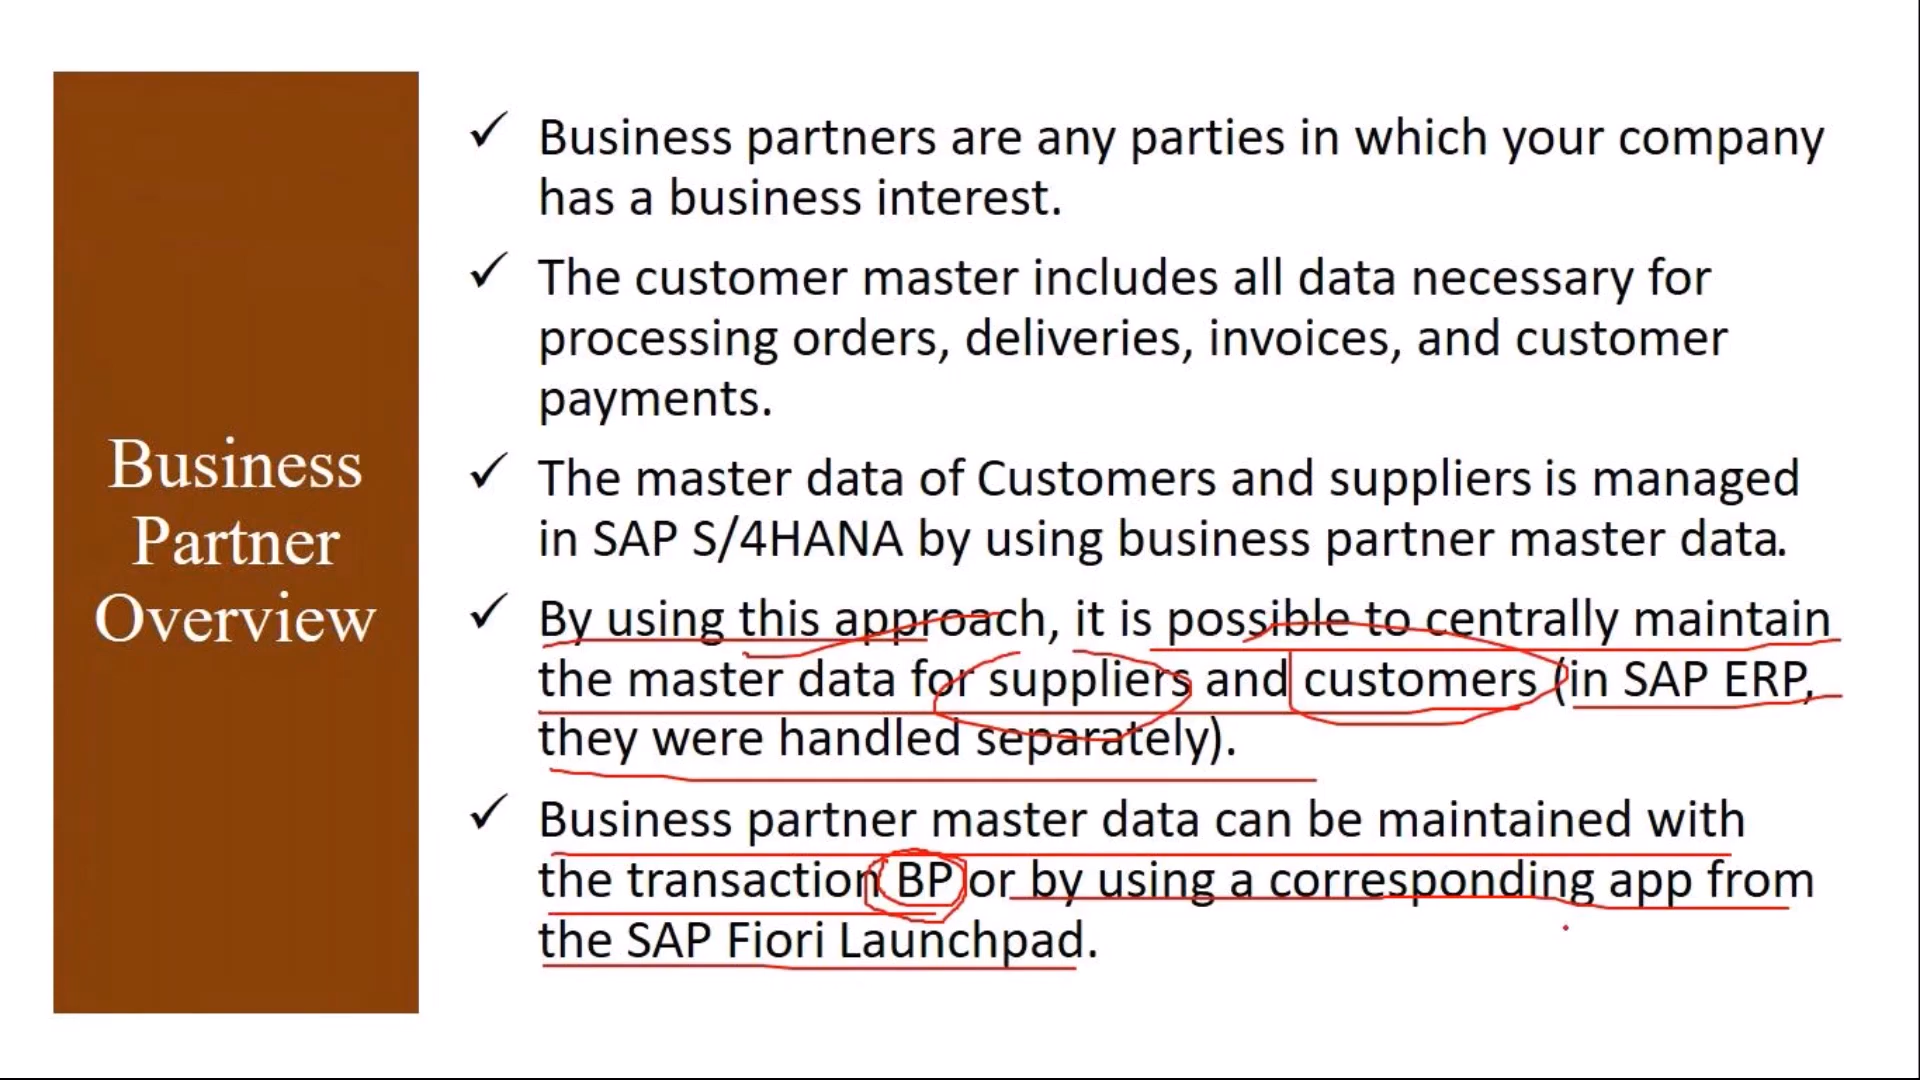 Business
Partner
Overview
✓ Business partners are any parties in which your company
has a business interest.
✓ The customer master includes all data necessary for
processing orders, deliveries, invoices, and customer
payments.
✓ The master data of Customers and suppliers is managed
in SAP S/4HANA by using business partner master data.
✓ By using this approach, it is possible to centrally maintain
the master data for suppliers and customers (in SAP ERP,
they were handled separately).
✓ Business partner master data can be maintained with
the transaction BP or by using a corresponding app from
the SAP Fiori Launchpad.